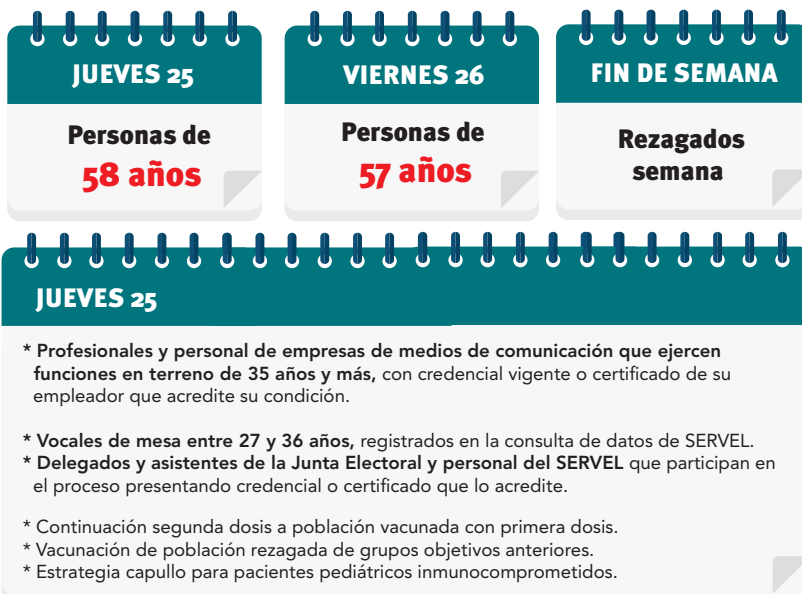 JUEVES 25
Personas de
58 años
VIERNES 26
Personas de
57 años
FIN DE SEMANA
Rezagados
semana
JUEVES 25
* Profesionales y personal de empresas de medios de comunicación que ejercen
funciones en terreno de 35 años y más, con credencial vigente o certificado de su
empleador que acredite su condición.
* Vocales de mesa entre 27 y 36 años, registrados en la consulta de datos de SERVEL.
* Delegados y asistentes de la Junta Electoral y personal del SERVEL que participan en
el proceso presentando credencial o certificado que lo acredite.
* Continuación segunda dosis a población vacunada con primera dosis.
* Vacunación de población rezagada de grupos objetivos anteriores.
* Estrategia capullo para pacientes pediátricos inmunocomprometidos.